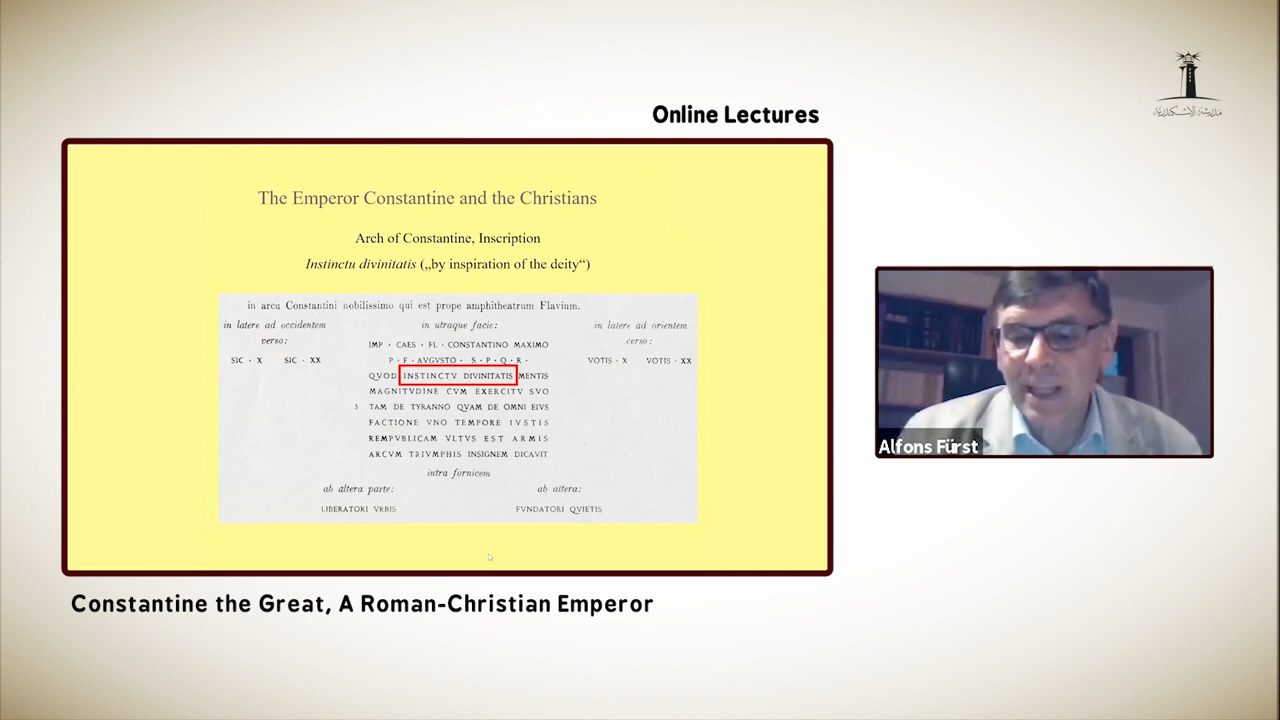 مدرسة الإسكندرية
Online Lectures
The Emperor Constantine and the Christians
Arch of Constantine, Inscription
Instinctu divinitatis („by inspiration of the deity“)
in arcu Constantini nobilissimo qui est prope amphitheatrum Flavium.
in latere ad occidentem
verso:
SIC · X SIC · XX
in utraque facie:
IMP · CAES · FL · CONSTANTINO MAXIMO
P · F · AVGVSTO · S · P · Q · R ·
QVOD INSTINCTV DIVINITATIS MENTIS
MAGNITVDINE CVM EXERCITV SVO
5 TAM DE TYRANNO QVAM DE OMNI EIVS
FACTIONE VNO TEMPORE IVSTIS
REMPVBLICAM VLTVS EST ARMIS
ARCVM TRIVMPHIS INSIGNEM DICAVIT
in latere ad orientem
verso:
VOTIS · X VOTIS · XX
intra fornicem
ab altera parte:
LIBERATORI VRBIS
ab altera:
FVNDATORI QVIETIS
Alfons Fürst
Constantine the Great, A Roman-Christian Emperor